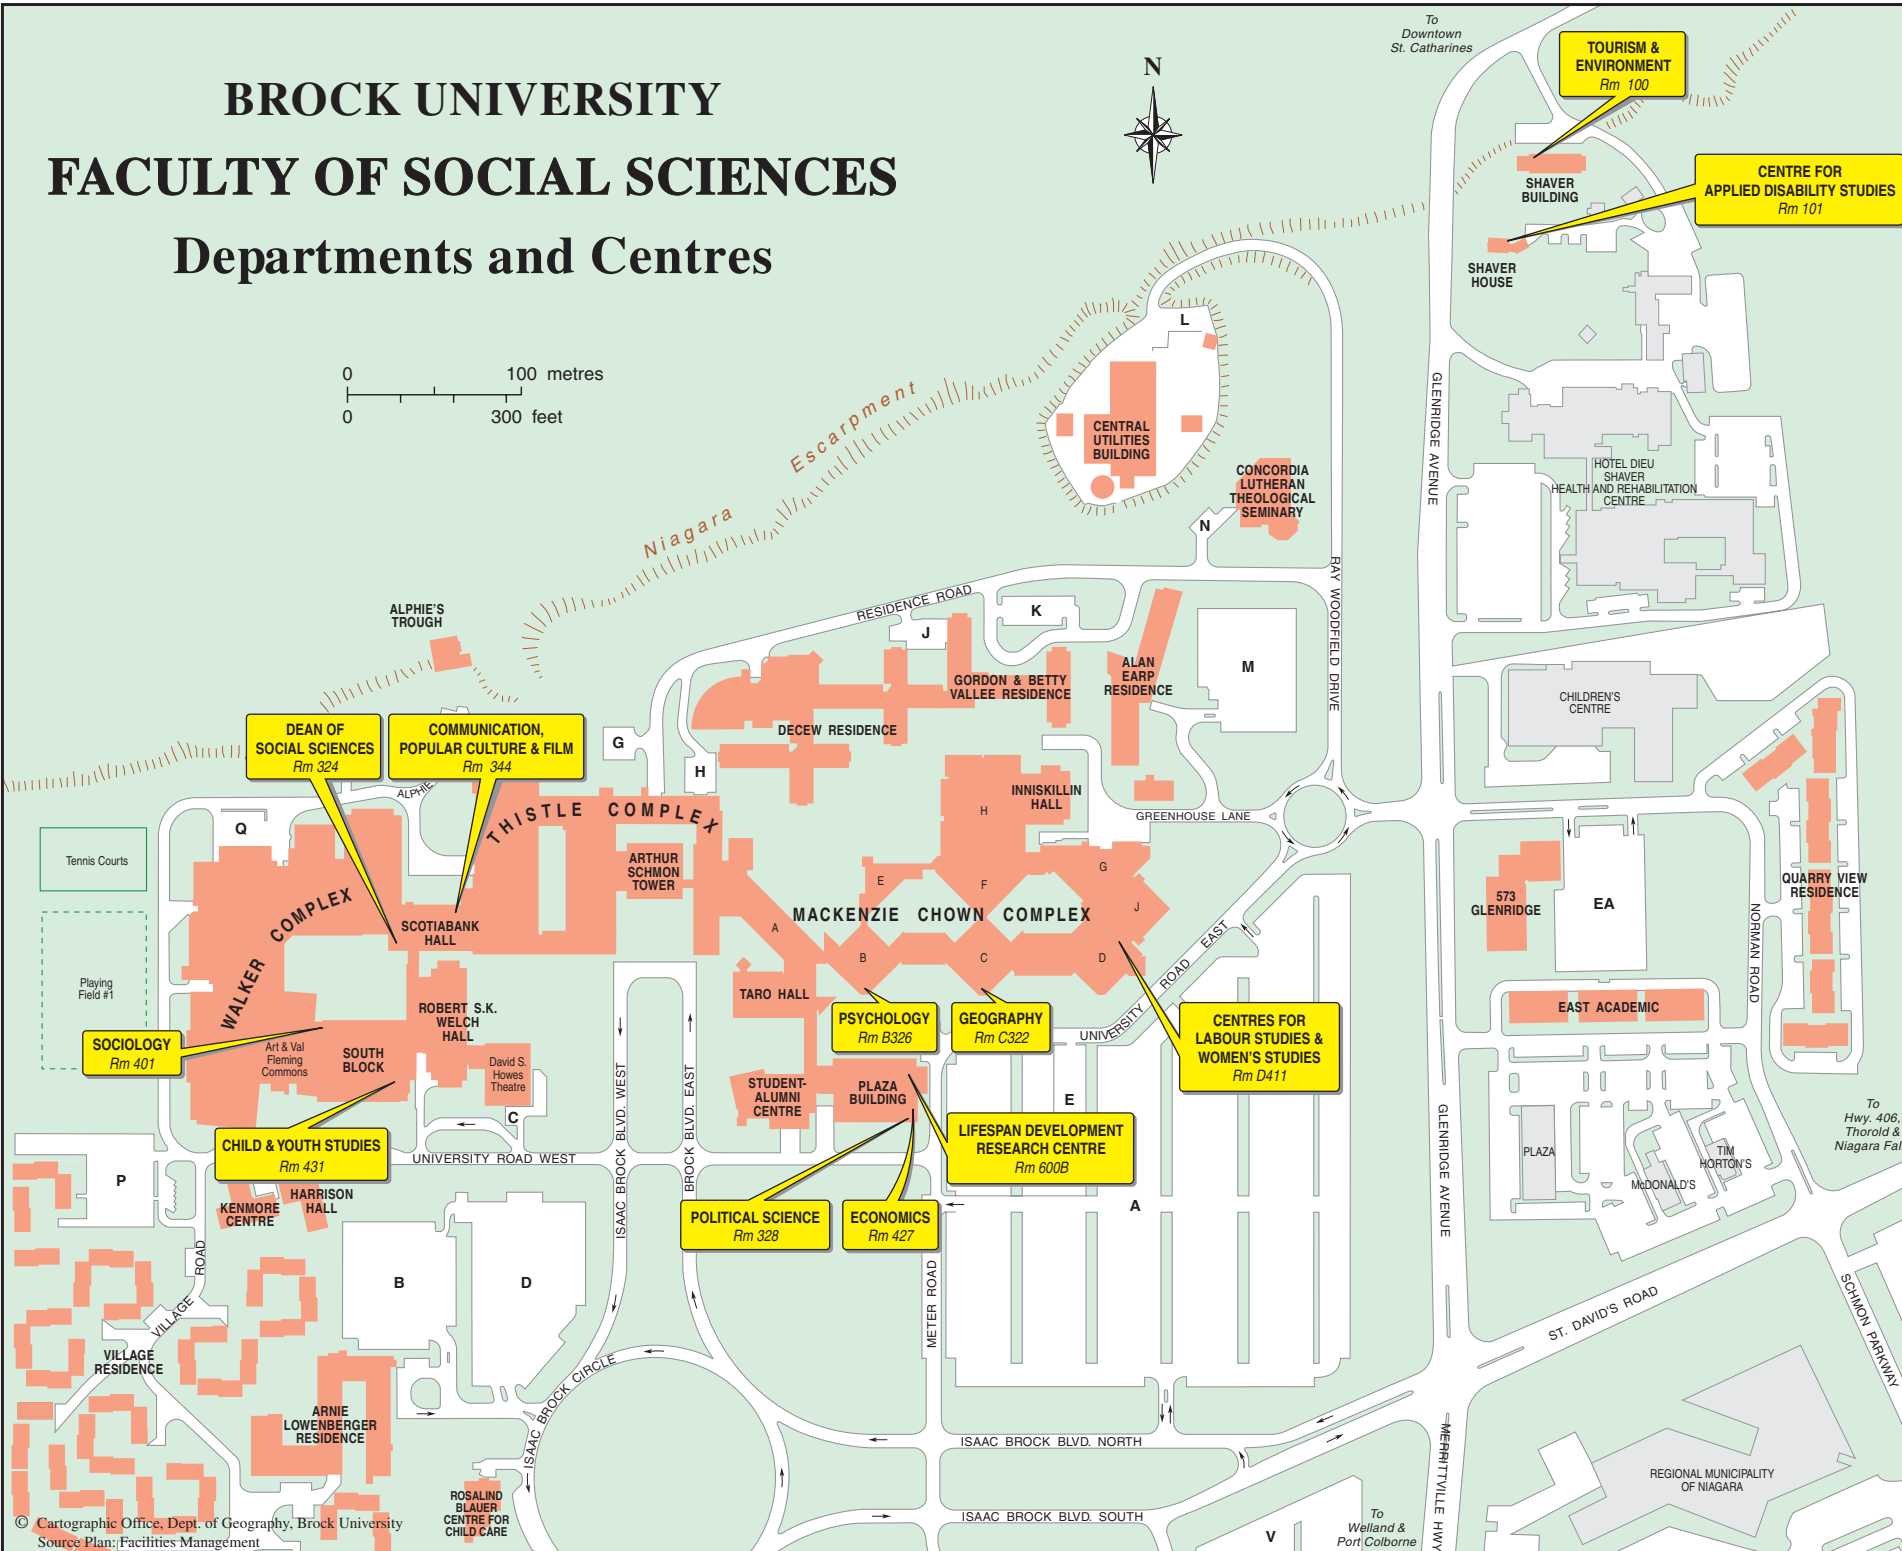 BROCK UNIVERSITY
FACULTY OF SOCIAL SCIENCES
Departments and Centres
N
To
Downtown
St. Catharines
TOURISM &
ENVIRONMENT
Rm 100
SHAVER
BUILDING
CENTRE FOR
APPLIED DISABILITY STUDIES
Rm 101
SHAVER
HOUSE
0 100 metres
0 300 feet
Niagara Escarpment
L
CENTRAL
UTILITIES
BUILDING
CONCORDIA
LUTHERAN
THEOLOGICAL
SEMINARY
N
GLENRIDGE AVENUE
HOTEL DIEU
SHAVER
HEALTH AND REHABILITATION
CENTRE
RAY WOODFIELD DRIVE
RESIDENCE ROAD
K
J
ALPHIE'S
TROUGH
GORDON & BETTY
VALLEE RESIDENCE
ALAN
EARP
RESIDENCE
M
CHILDREN'S
CENTRE
DECEW RESIDENCE
G
H
DEAN OF
SOCIAL SCIENCES
Rm 324
COMMUNICATION,
POPULAR CULTURE & FILM
Rm 344
ALPHIE
THISTLE COMPLEX
INNISKILLIN
HALL
H
GREENHOUSE LANE
Q
Tennis Courts
ARTHUR
SCHMON
TOWER
E
F
G
J
MACKENZIE CHOWN COMPLEX
A
B
C
D
WALKER COMPLEX
SCOTIABANK
HALL
573
GLENRIDGE
EA
QUARRY VIEW
RESIDENCE
NORMAN ROAD
Playing
Field #1
TARO HALL
UNIVERSITY ROAD EAST
EAST ACADEMIC
ROBERT S.K.
WELCH
HALL
PSYCHOLOGY
Rm B326
GEOGRAPHY
Rm C322
CENTRES FOR
LABOUR STUDIES &
WOMEN'S STUDIES
Rm D411
SOCIOLOGY
Rm 401
Art & Val
Fleming
Commons
SOUTH
BLOCK
David S.
Howes
Theatre
C
STUDENT-
ALUMNI
CENTRE
PLAZA
BUILDING
E
LIFESPAN DEVELOPMENT
RESEARCH CENTRE
Rm 600B
CHILD & YOUTH STUDIES
Rm 431
UNIVERSITY ROAD WEST
ISAAC BROCK BLVD. WEST
BROCK BLVD. EAST
GLENRIDGE AVENUE
PLAZA
TIM
HORTON'S
McDONALD'S
To
Hwy. 406,
Thorold &
Niagara Fal
P
KENMORE
CENTRE
HARRISON
HALL
POLITICAL SCIENCE
Rm 328
ECONOMICS
Rm 427
A
VILLAGE ROAD
B
D
METER ROAD
ST. DAVID'S ROAD
SCHMON PARKWAY
VILLAGE
RESIDENCE
ISAAC BROCK CIRCLE
ARNIE
LOWENBERGER
RESIDENCE
ISAAC BROCK BLVD. NORTH
MERRITTVILLE HWY
REGIONAL MUNICIPALITY
OF NIAGARA
ROSALIND
BLAUER
CENTRE FOR
CHILD CARE
ISAAC BROCK BLVD. SOUTH
V
To
Welland &
Port Colborne
© Cartographic Office, Dept. of Geography, Brock University
Source Plan: Facilities Management